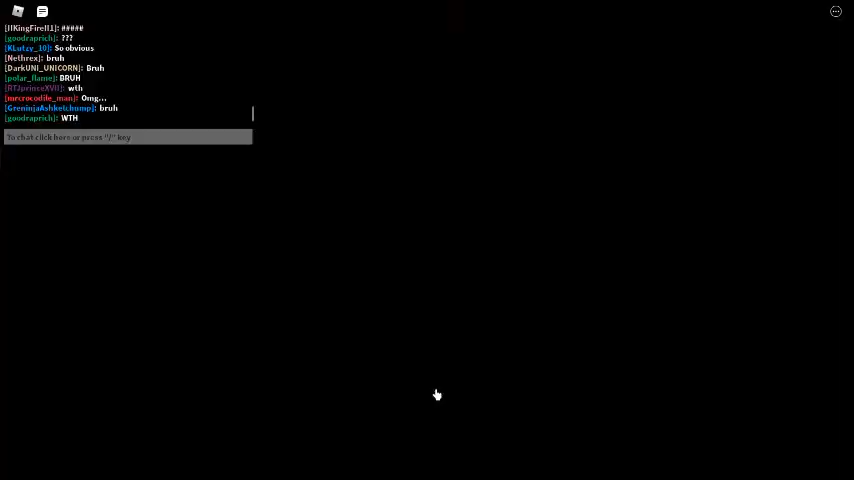 [IIKingFireII1]: #####
[goodraprich]: ???
[KLutzy_10]: So obvious
[Nethrex]: bruh
[DarkUNI_UNICORN]: Bruh
[polar_flame]: BRUH
[RTJprinceXVII]: wth
[mrcrocodile_man]: Omg...
[GreninjaAshketchump]: bruh
[goodraprich]: WTH
To chat click here or press "/" key